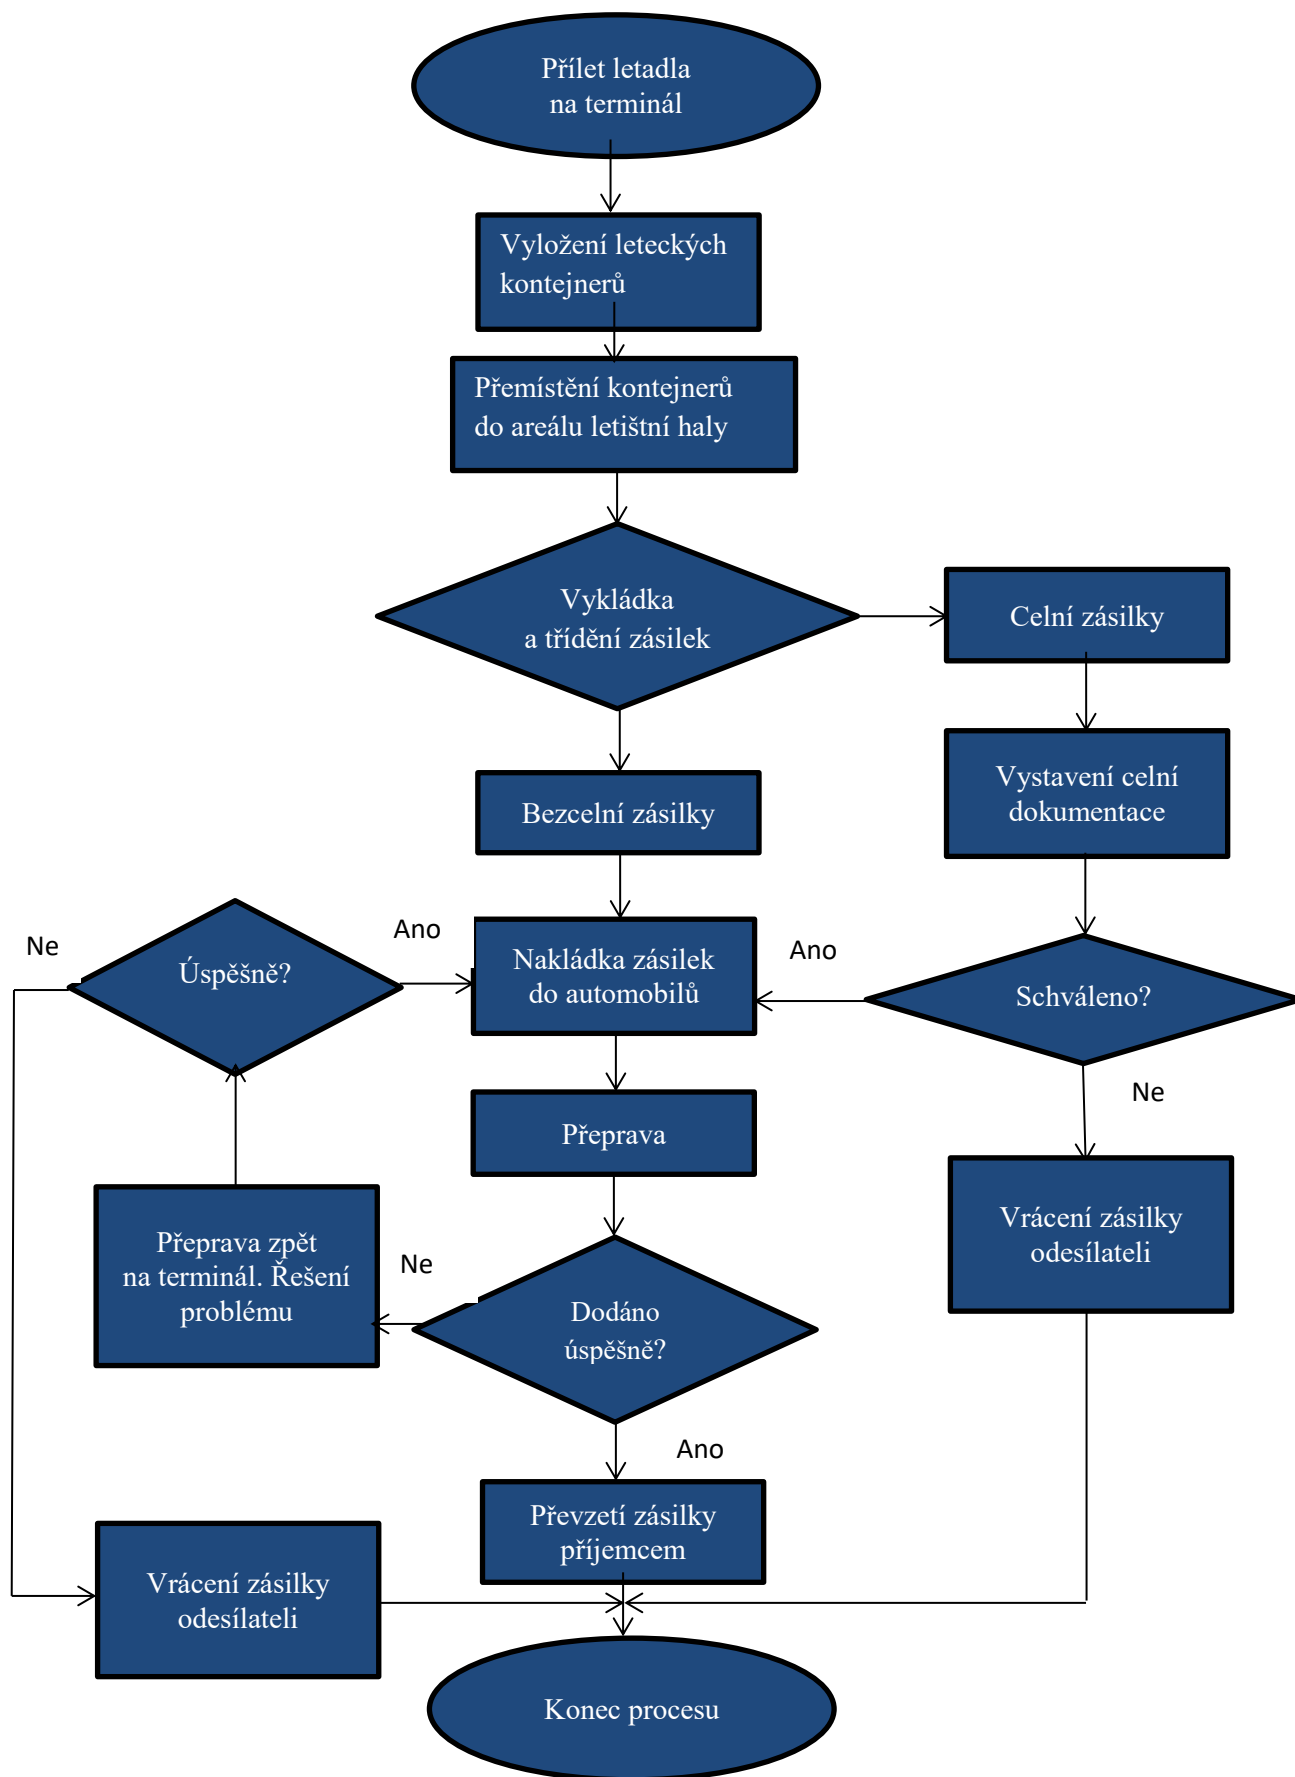 Přílet letadla
na terminál
Vyložení leteckých
kontejnerů
Přemístění kontejnerů
do areálu letištní haly
Vykládka
a třídění zásilek
Celní zásilky
Vystavení celní
dokumentace
Bezcelní zásilky
Ne
Úspěšně?
Ano
Nakládka zásilek
do automobilů
Ano
Schváleno?
Ne
Přeprava
Vrácení zásilky
odesílateli
Přeprava zpět
na terminál. Řešení
problému
Ne
Dodáno
úspěšně?
Ano
Převzetí zásilky
příjemcem
Vrácení zásilky
odesílateli
Konec procesu